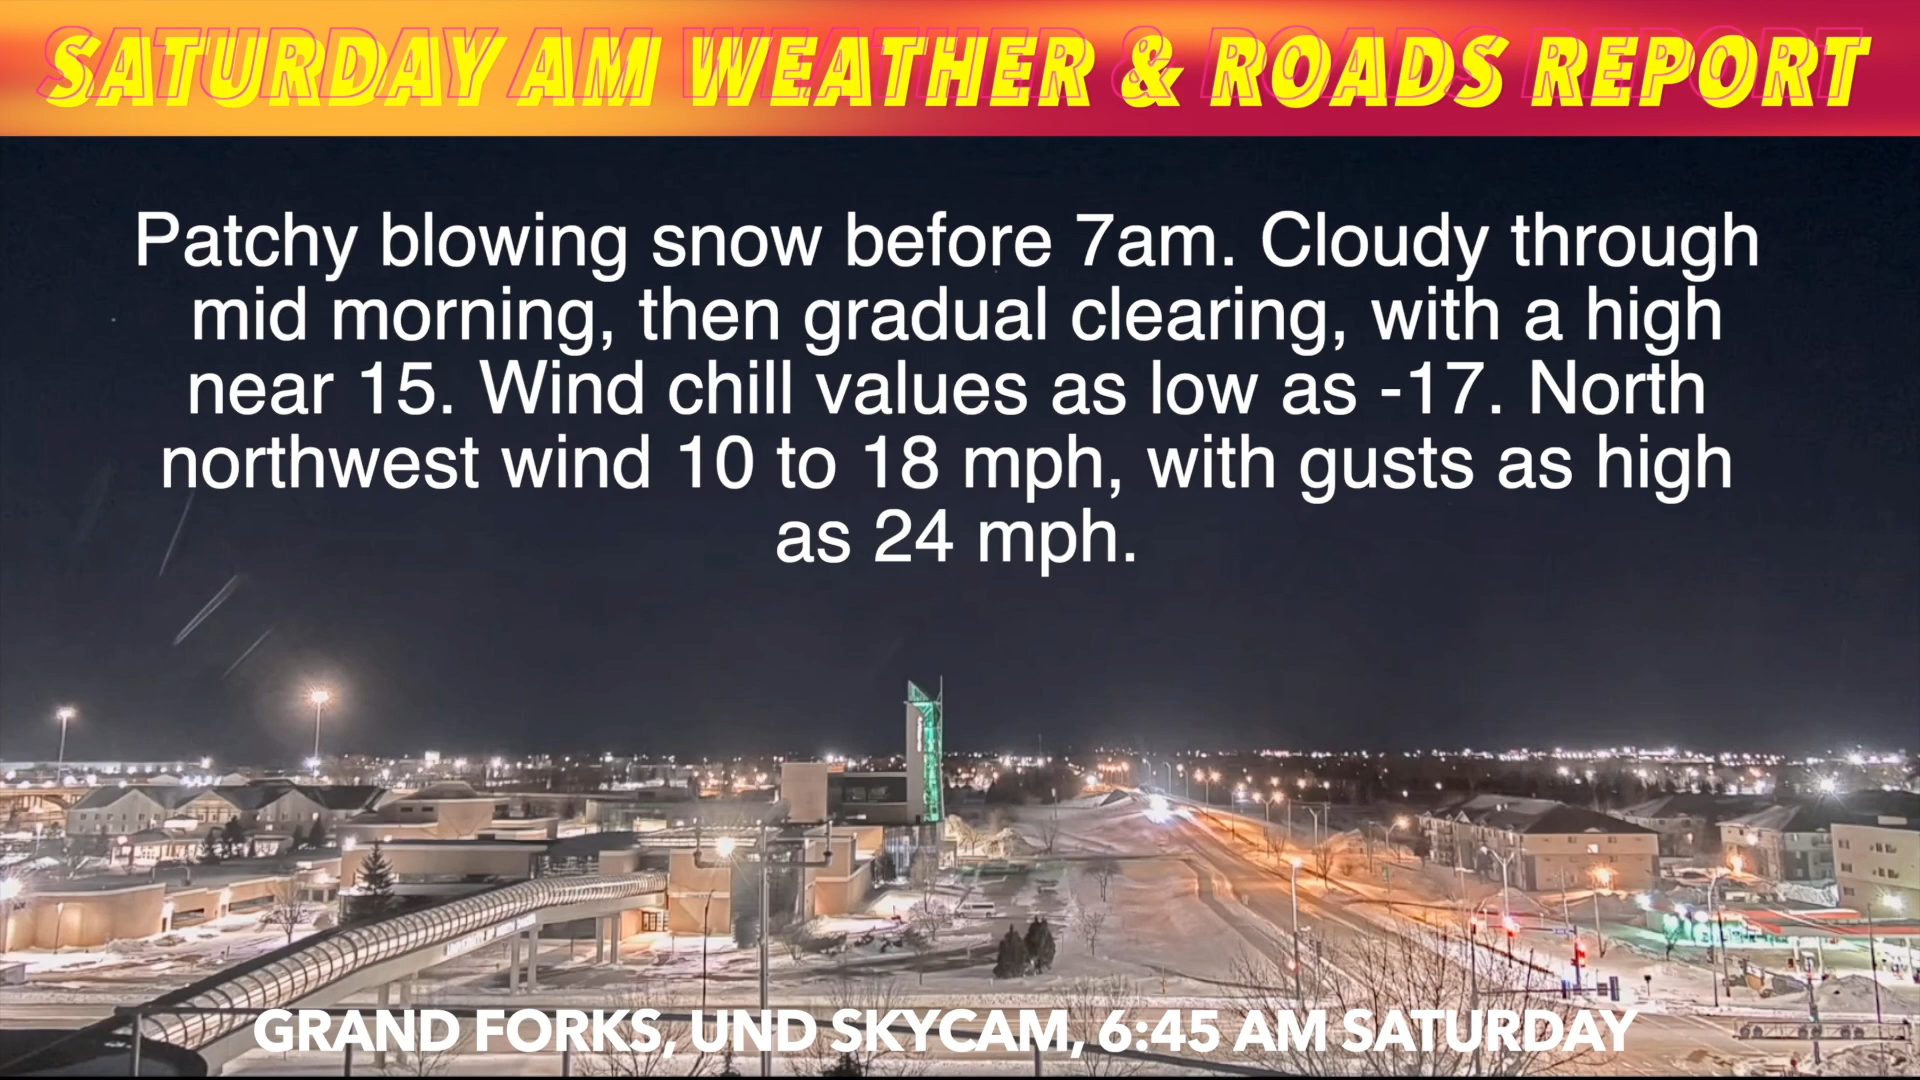 SATURDAY AM WEATHER & ROADS REPORT
Patchy blowing snow before 7am. Cloudy through
mid morning, then gradual clearing, with a high
near 15. Wind chill values as low as -17. North
northwest wind 10 to 18 mph, with gusts as high
as 24 mph.
GRAND FORKS, UND SKYCAM, 6:45 AM SATURDAY